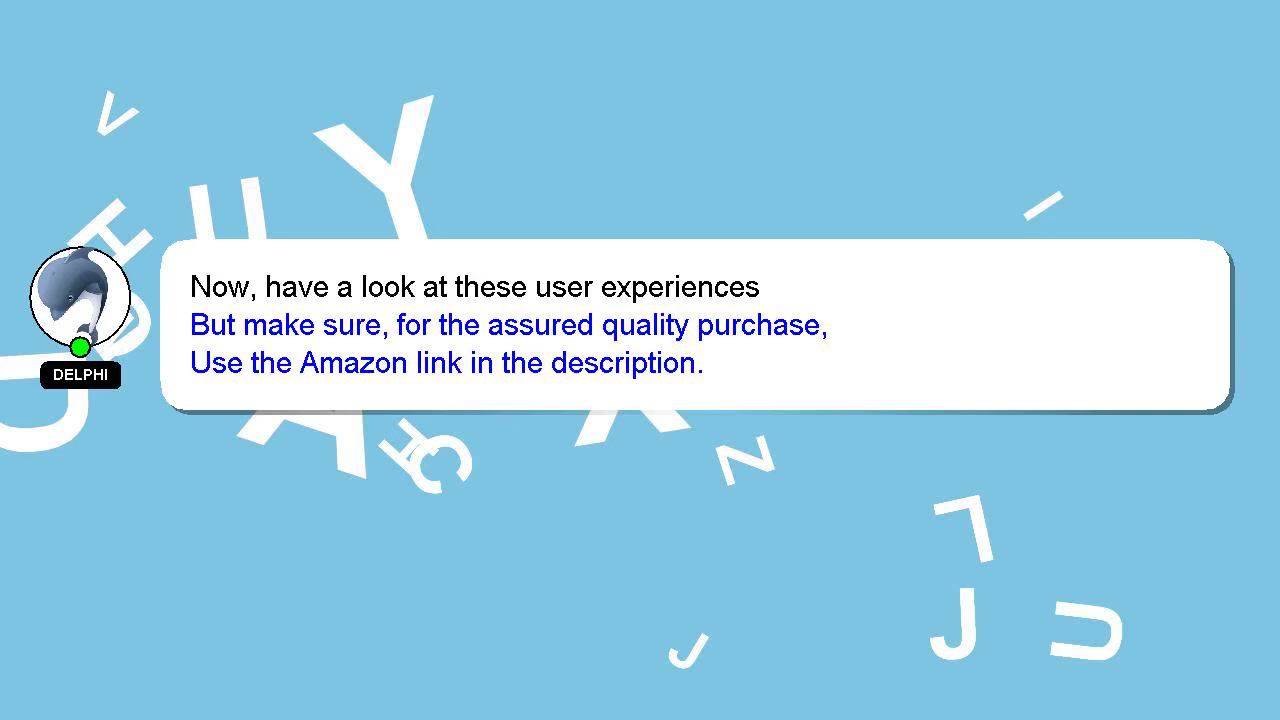 Now, have a look at these user experiences
But make sure, for the assured quality purchase,
Use the Amazon link in the description.
DELPHI
V
Y
U
H
I
A
X
H
C
N
L
J
U
J